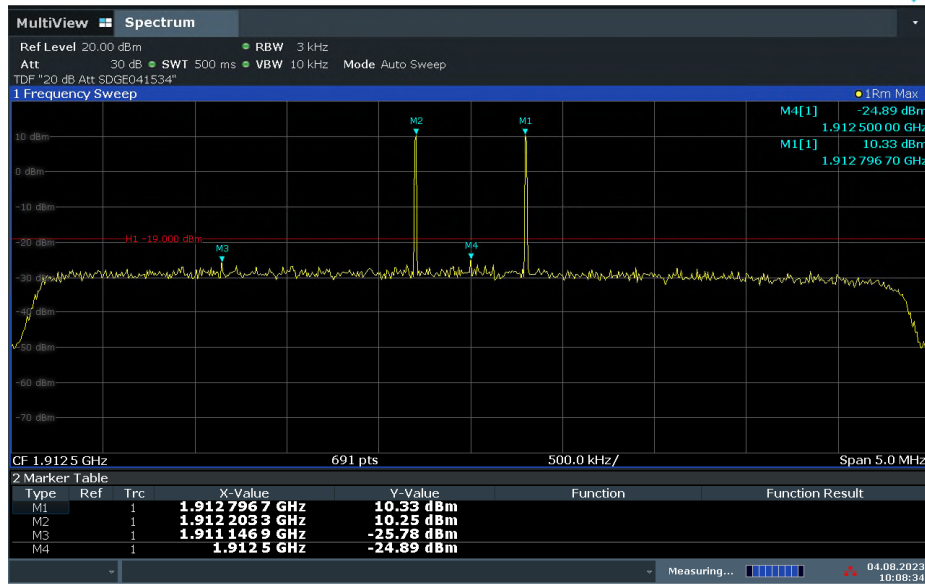 MultiView Spectrum
Ref Level 20.00 dBm RBW 3 kHz
Att 30 dB SWT 500 ms VBW 10 kHz Mode Auto Sweep
TDF "20 dB Att SDGE041534"
1 Frequency Sweep 1Rm Max
M4[1] -24.89 dBm
1.912 500 00 GHz
M1[1] 10.33 dBm
1.912 796 70 GHz
M2 M1
10 dBm
0 dBm
-10 dBm
-20 dBm
H1 -19.000 dBm
M3 M4
-30 dBm
-40 dBm
-50 dBm
-60 dBm
-70 dBm
CF 1.912 5 GHz 691 pts 500.0 kHz/ Span 5.0 MHz
2 Marker Table
Type Ref Trc X-Value Y-Value Function Function Result
M1 1 1.912 796 7 GHz 10.33 dBm
M2 1 1.912 203 3 GHz 10.25 dBm
M3 1 1.911 146 9 GHz -25.78 dBm
M4 1 1.912 5 GHz -24.89 dBm
Measuring... 04.08.2023
10:08:34